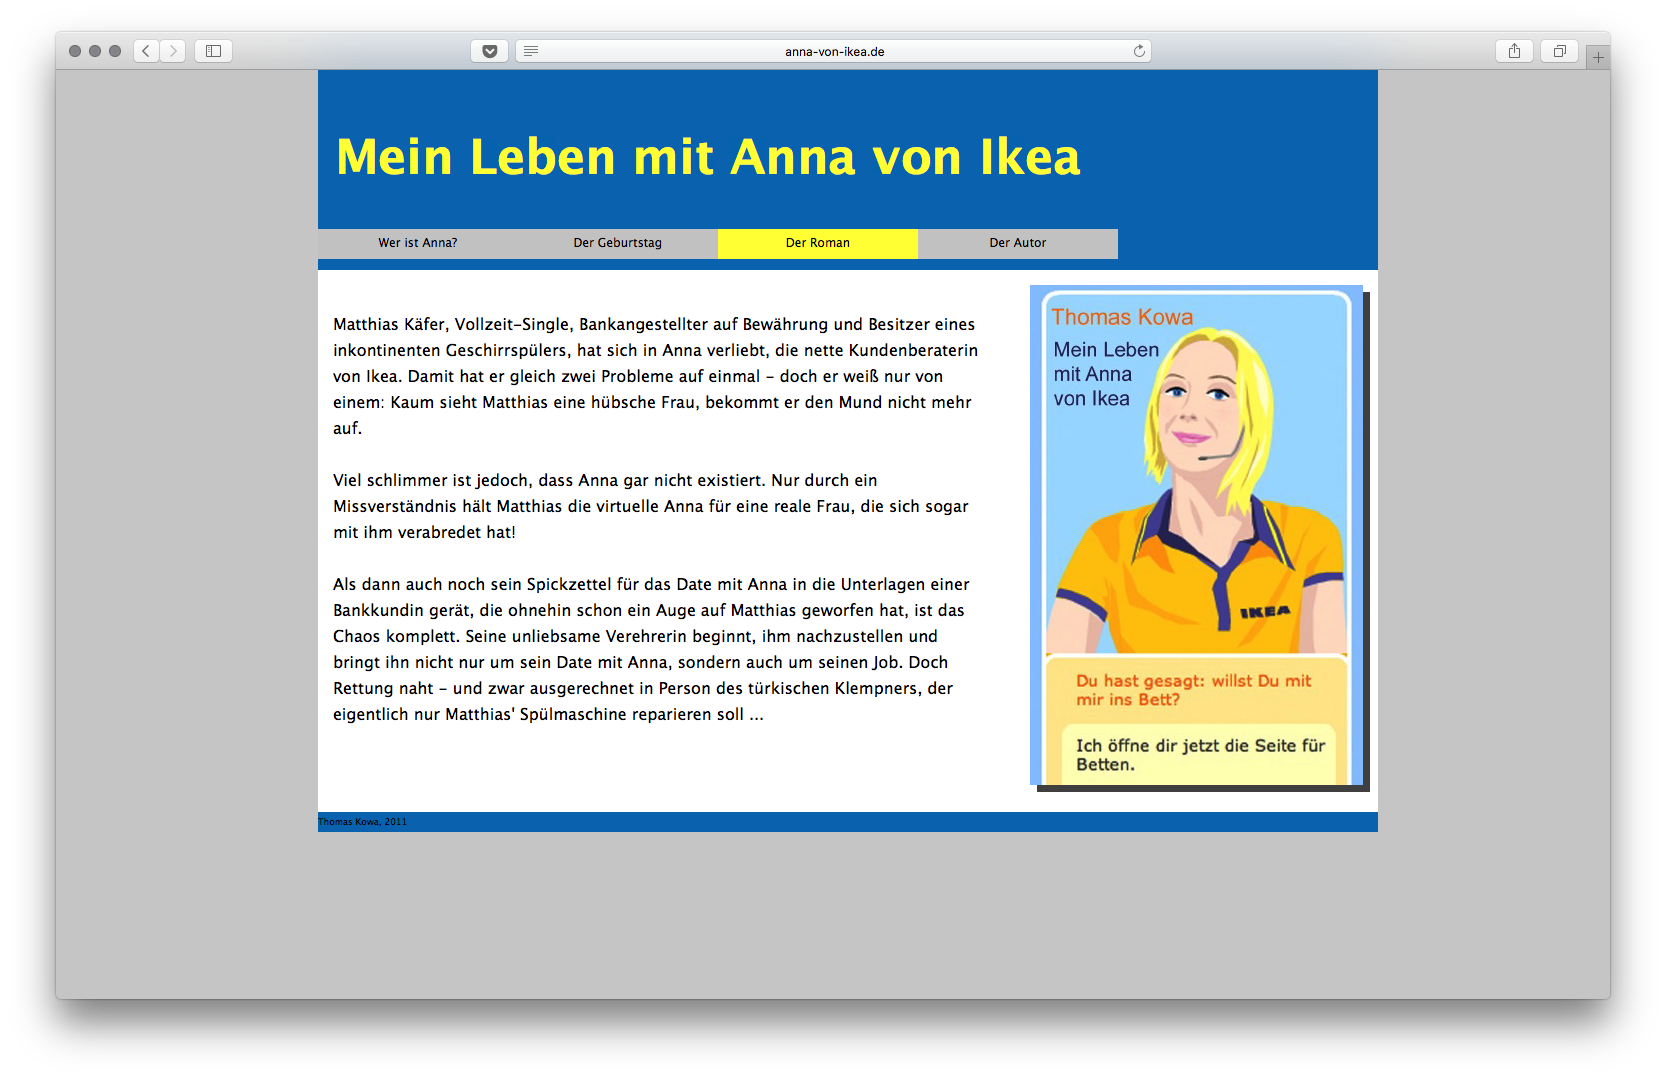 anna-von-ikea.de
Mein Leben mit Anna von Ikea
Wer ist Anna?
Der Geburtstag
Der Roman
Der Autor
Matthias Käfer, Vollzeit-Single, Bankangestellter auf Bewährung und Besitzer eines
inkontinenten Geschirrspülers, hat sich in Anna verliebt, die nette Kundenberaterin
von Ikea. Damit hat er gleich zwei Probleme auf einmal - doch er weiß nur von
einem: Kaum sieht Matthias eine hübsche Frau, bekommt er den Mund nicht mehr
auf.
Viel schlimmer ist jedoch, dass Anna gar nicht existiert. Nur durch ein
Missverständnis hält Matthias die virtuelle Anna für eine reale Frau, die sich sogar
mit ihm verabredet hat!
Als dann auch noch sein Spickzettel für das Date mit Anna in die Unterlagen einer
Bankkundin gerät, die ohnehin schon ein Auge auf Matthias geworfen hat, ist das
Chaos komplett. Seine unliebsame Verehrerin beginnt, ihm nachzustellen und
bringt ihn nicht nur um sein Date mit Anna, sondern auch um seinen Job. Doch
Rettung naht - und zwar ausgerechnet in Person des türkischen Klempners, der
eigentlich nur Matthias' Spülmaschine reparieren soll ...
Thomas Kowa
Mein Leben
mit Anna
von Ikea
IKEA
Du hast gesagt: willst Du mit
mir ins Bett?
Ich öffne dir jetzt die Seite für
Betten.
Thomas Kowa, 2011